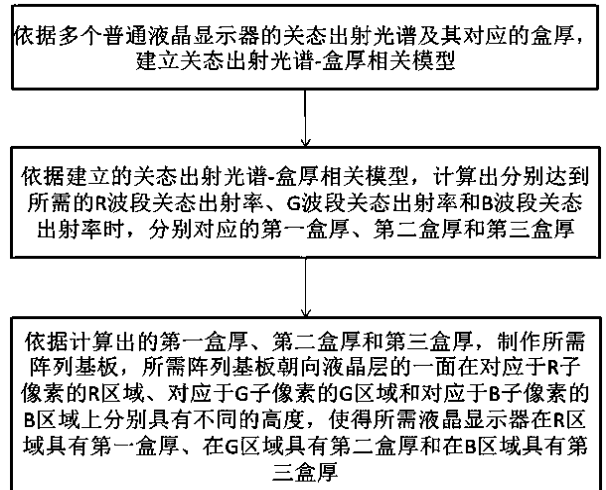 依据多个普通液晶显示器的关态出射光谱及其对应的盒厚，
建立关态出射光谱-盒厚相关模型
依据建立的关态出射光谱-盒厚相关模型，计算出分别达到
所需的R波段关态出射率、G波段关态出射率和B波段关态
出射率时，分别对应的第一盒厚、第二盒厚和第三盒厚
依据计算出的第一盒厚、第二盒厚和第三盒厚，制作所需
阵列基板，所需阵列基板朝向液晶层的一面在对应于R子
像素的R区域、对应于G子像素的G区域和对应于B子像素的
B区域上分别具有不同的高度，使得所需液晶显示器在R区
域具有第一盒厚、在G区域具有第二盒厚和在B区域具有第
三盒厚